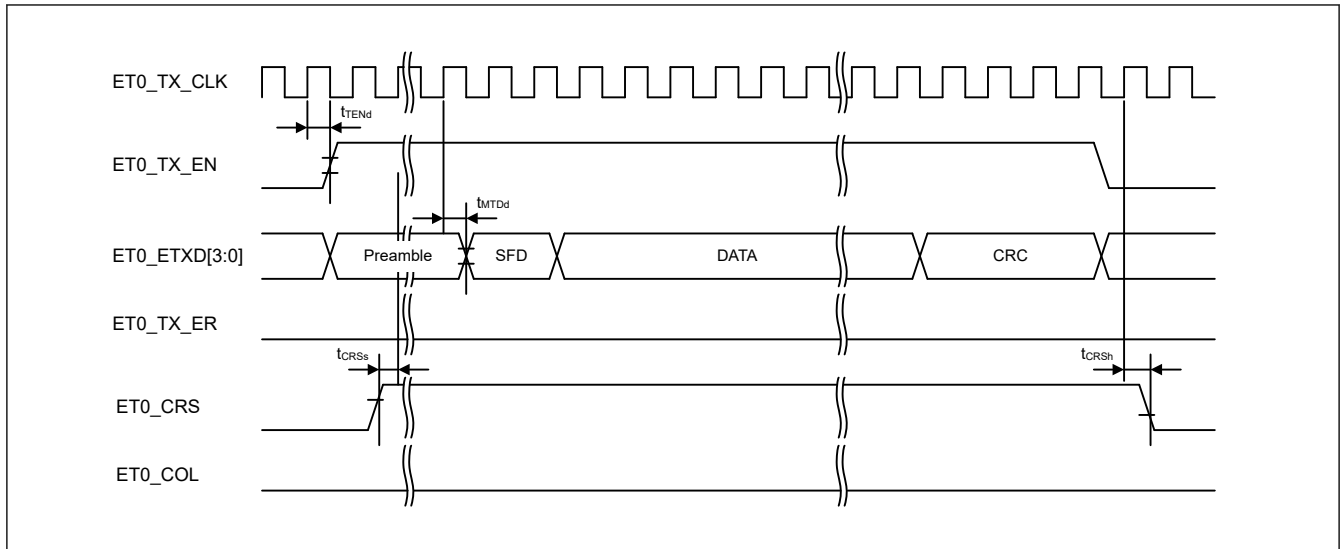 ET0_TX_CLK
tTENd
ET0_TX_EN
tMTDd
ET0_ETXD[3:0] Preamble SFD DATA CRC
ET0_TX_ER
tCRSs tCRSh
ET0_CRS
ET0_COL